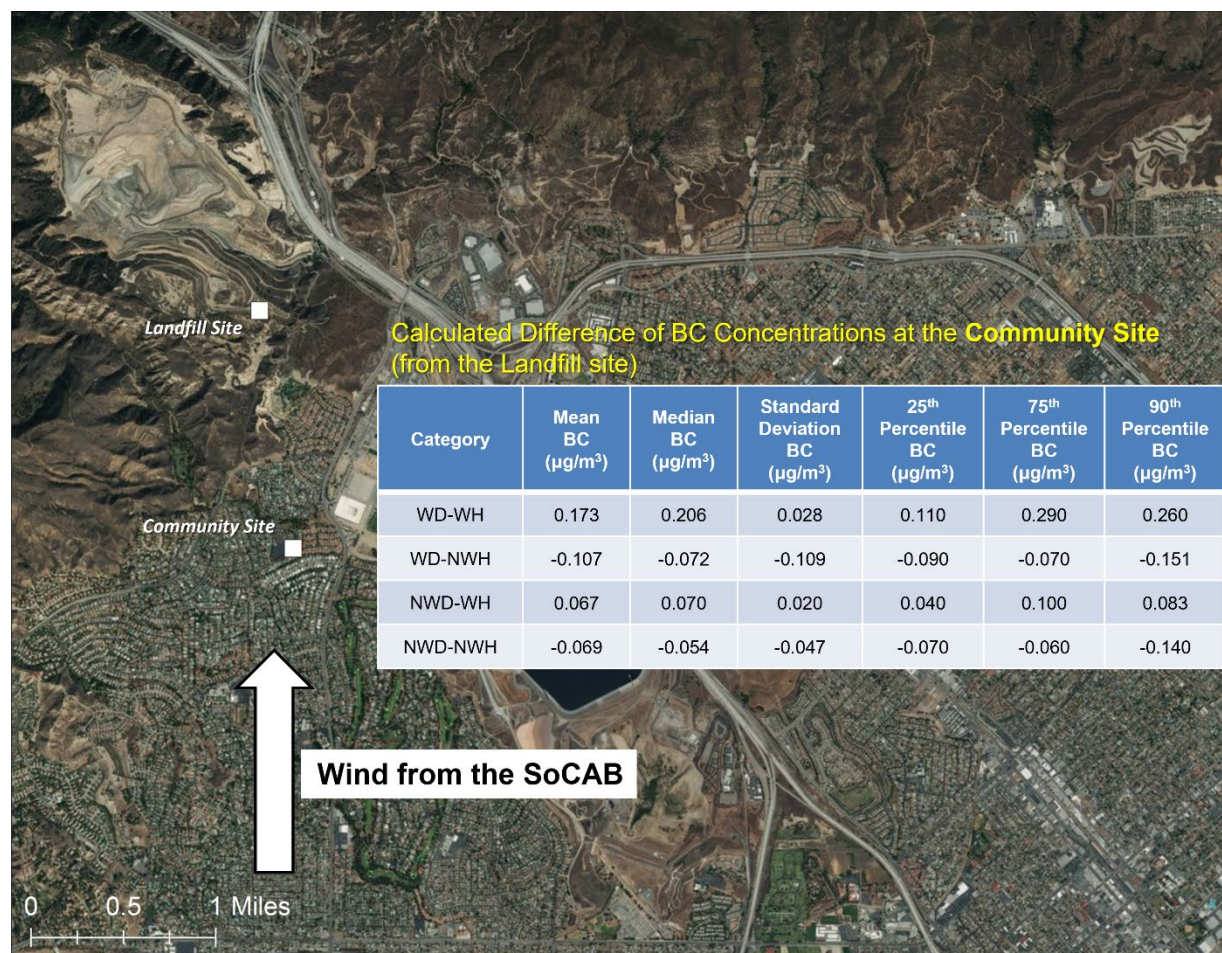 Landfill Site
Calculated Difference of BC Concentrations at the Community Site
(from the Landfill site)
Category Mean BC (µg/m³) Median BC (µg/m³) Standard Deviation BC (µg/m³) 25th Percentile BC (µg/m³) 75th Percentile BC (µg/m³) 90th Percentile BC (µg/m³)
WD-WH 0.173 0.206 0.028 0.110 0.290 0.260
WD-NWH -0.107 -0.072 -0.109 -0.090 -0.070 -0.151
NWD-WH 0.067 0.070 0.020 0.040 0.100 0.083
NWD-NWH -0.069 -0.054 -0.047 -0.070 -0.060 -0.140
Community Site
Wind from the SoCAB
0 0.5 1 Miles